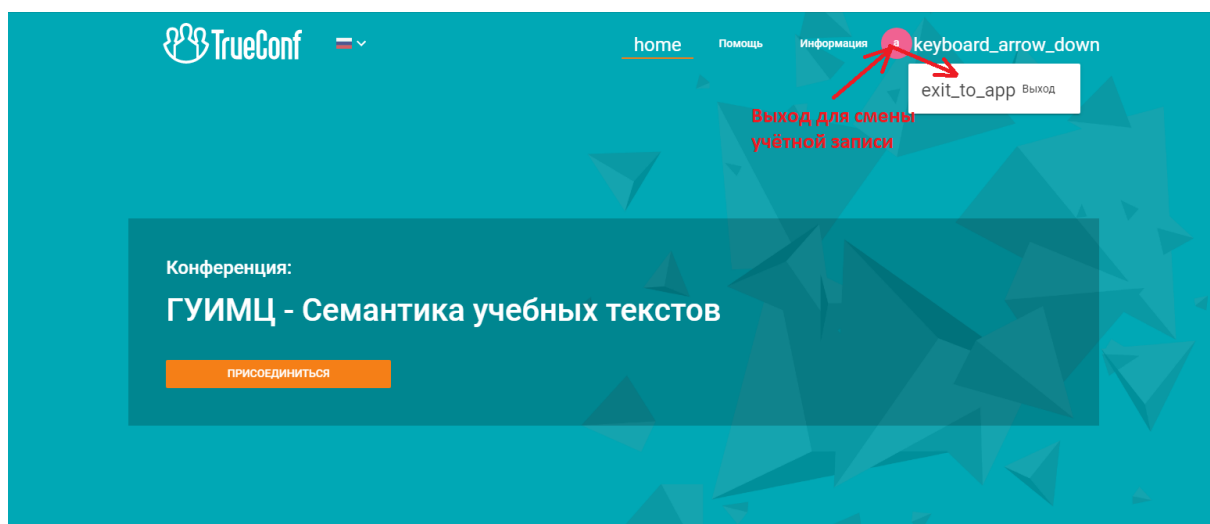 TrueConf
home Помощь Информация a keyboard_arrow_down
exit_to_app Выход
Выход для смены
учётной записи
Конференция:
ГУИМЦ - Семантика учебных текстов
ПРИСОЕДИНИТЬСЯ